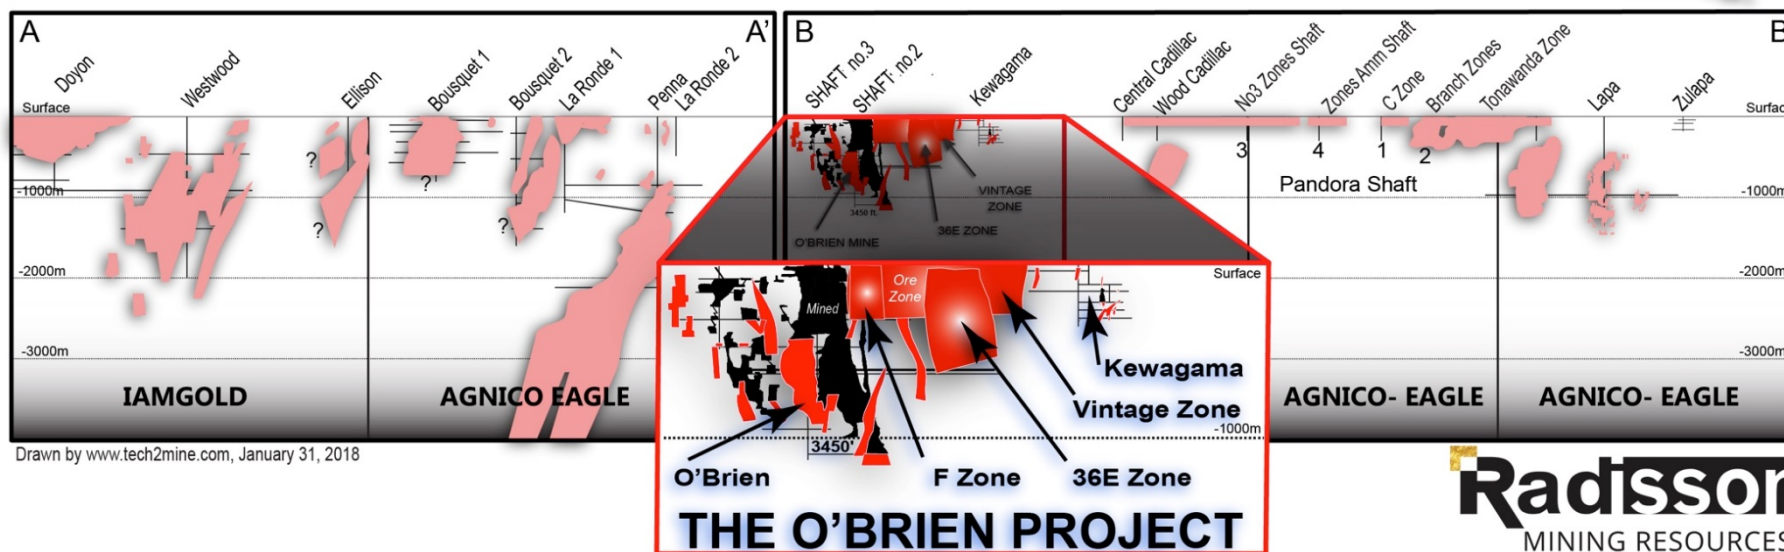 A
A'
B
B
Doyon
Westwood
Ellison
Bousquet 1
Bousquet 2
La Ronde 1
Penna
La Ronde 2
SHAFT no.3
SHAFT no.2
Kewagama
Central Cadillac
Wood Cadillac
No3 Zones Shaft
Zones Amm Shaft
C Zone
Branch Zones
Tonawanda Zone
Lapa
Zulapa
Surface
Surfac
?
?
?
?
3
4
1
2
Pandora Shaft
-1000m
-1000m
-2000m
-2000m
-3000m
-3000m
VINTAGE
ZONE
3450 ft.
36E ZONE
O'BRIEN MINE
IAMGOLD
AGNICO EAGLE
AGNICO- EAGLE
AGNICO- EAGLE
Surface
Mined
Ore
Zone
Kewagama
Vintage Zone
-1000m
3450'
O'Brien
F Zone
36E Zone
THE O'BRIEN PROJECT
Drawn by www.tech2mine.com, January 31, 2018
Radisson
MINING RESOURCES